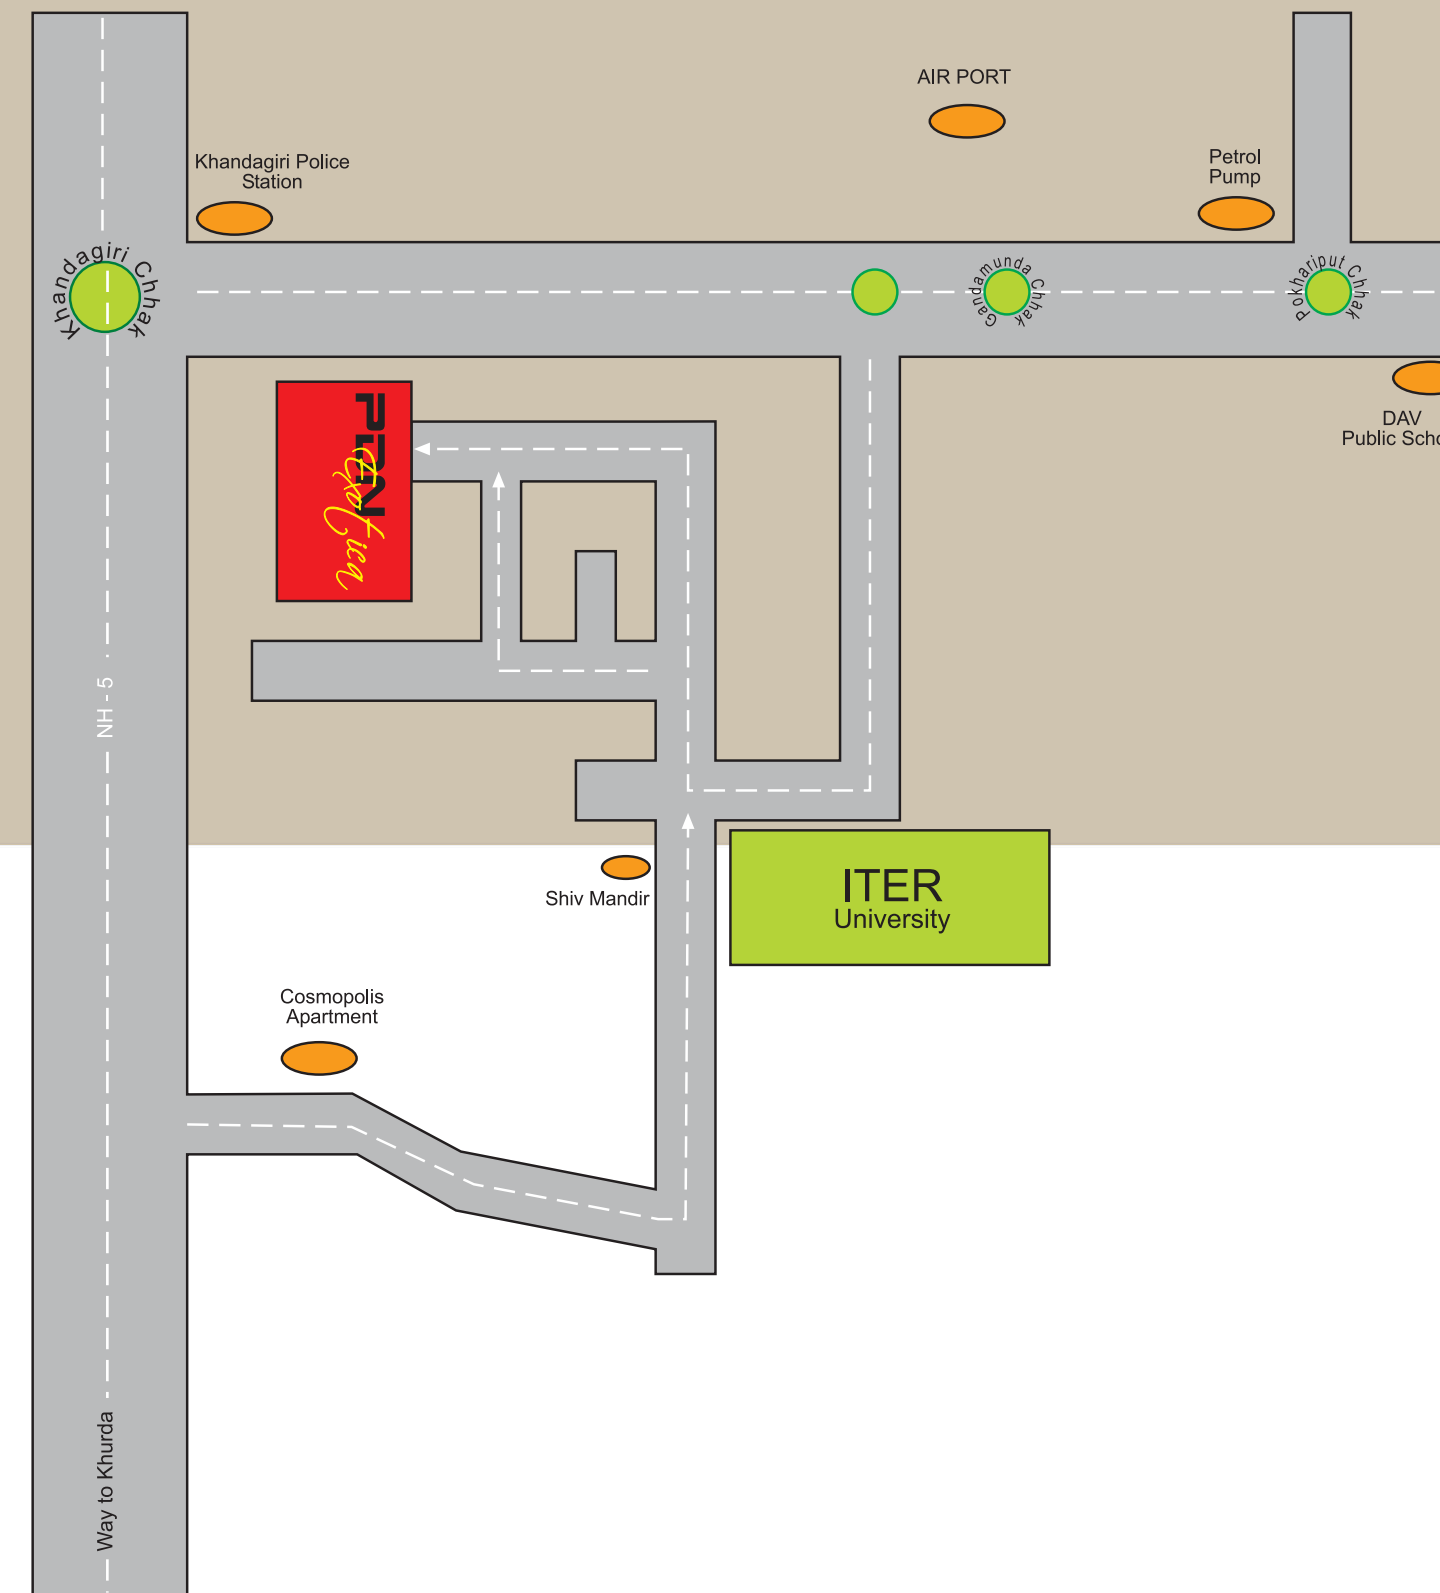 AIR PORT
Khandagiri Police
Station
Petrol
Pump
Khandagiri Chhak
Gandamunda Chhak
Pokhariput Chhak
DAV
Public Scho
Exotica
NH - 5
ITER
University
Shiv Mandir
Cosmopolis
Apartment
Way to Khurda